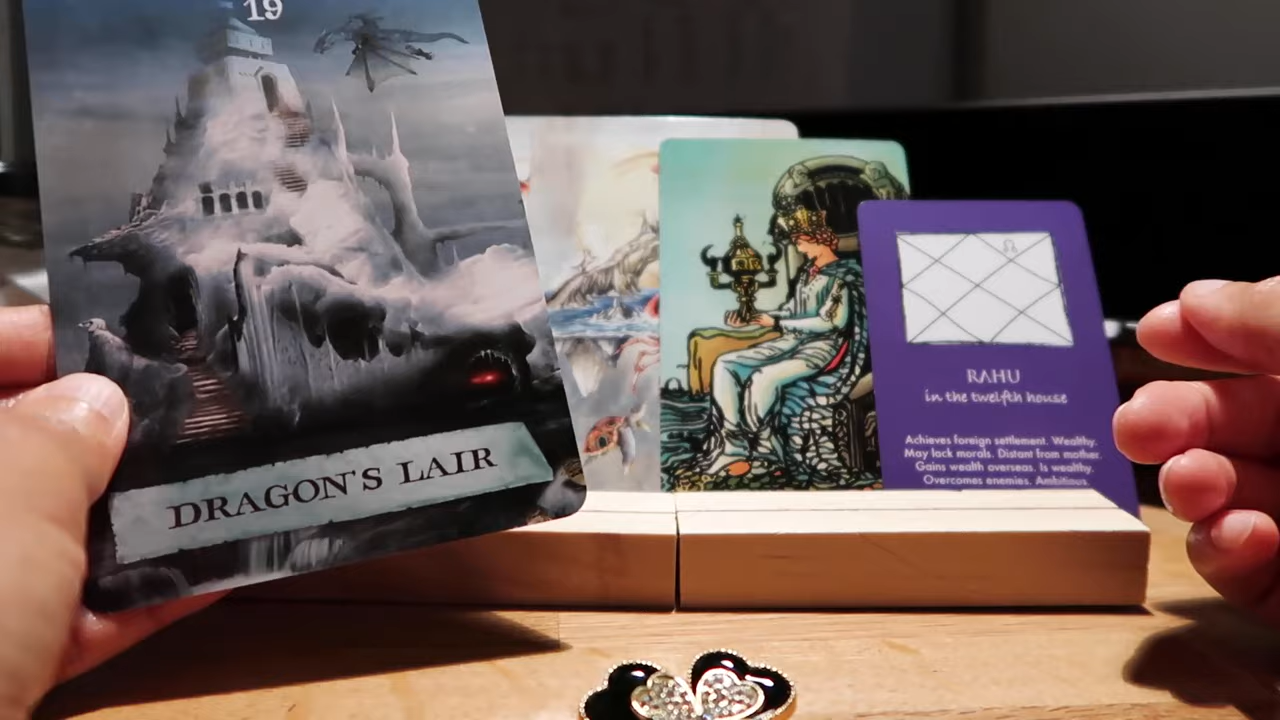 19
DRAGON'S LAIR
RAHU
in the twelfth house
Achieves foreign settlement. Wealthy.
May lack morals. Distant from mother.
Gains wealth overseas. Is wealthy.
Overcomes enemies. Ambitious.